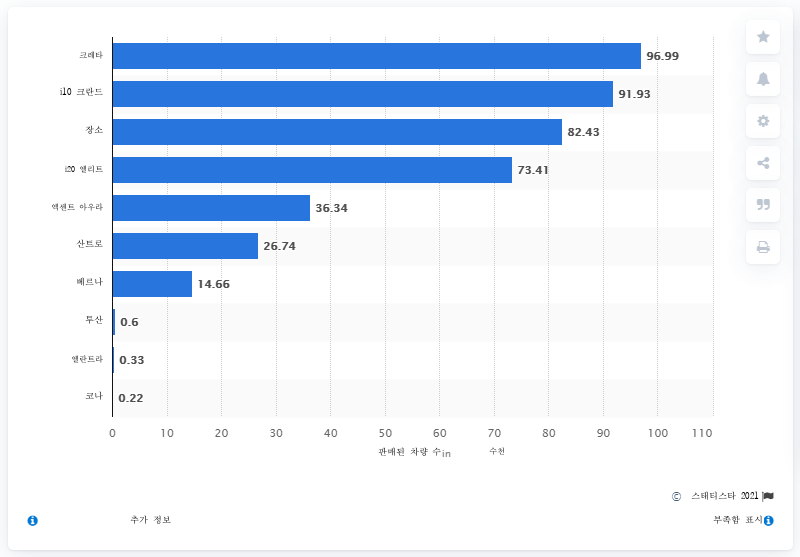 크레타 96.99
i10 크란드 91.93
장소 82.43
i20 엘리트 73.41
엑센트 아우라 36.34
산트로 26.74
베르나 14.66
투산 0.6
엘란트라 0.33
코나 0.22
0 10 20 30 40 50 60 70 80 90 100 110
판매된 차량 수in 수천
© 스태티스타 2021
추가 정보 부족함 표시